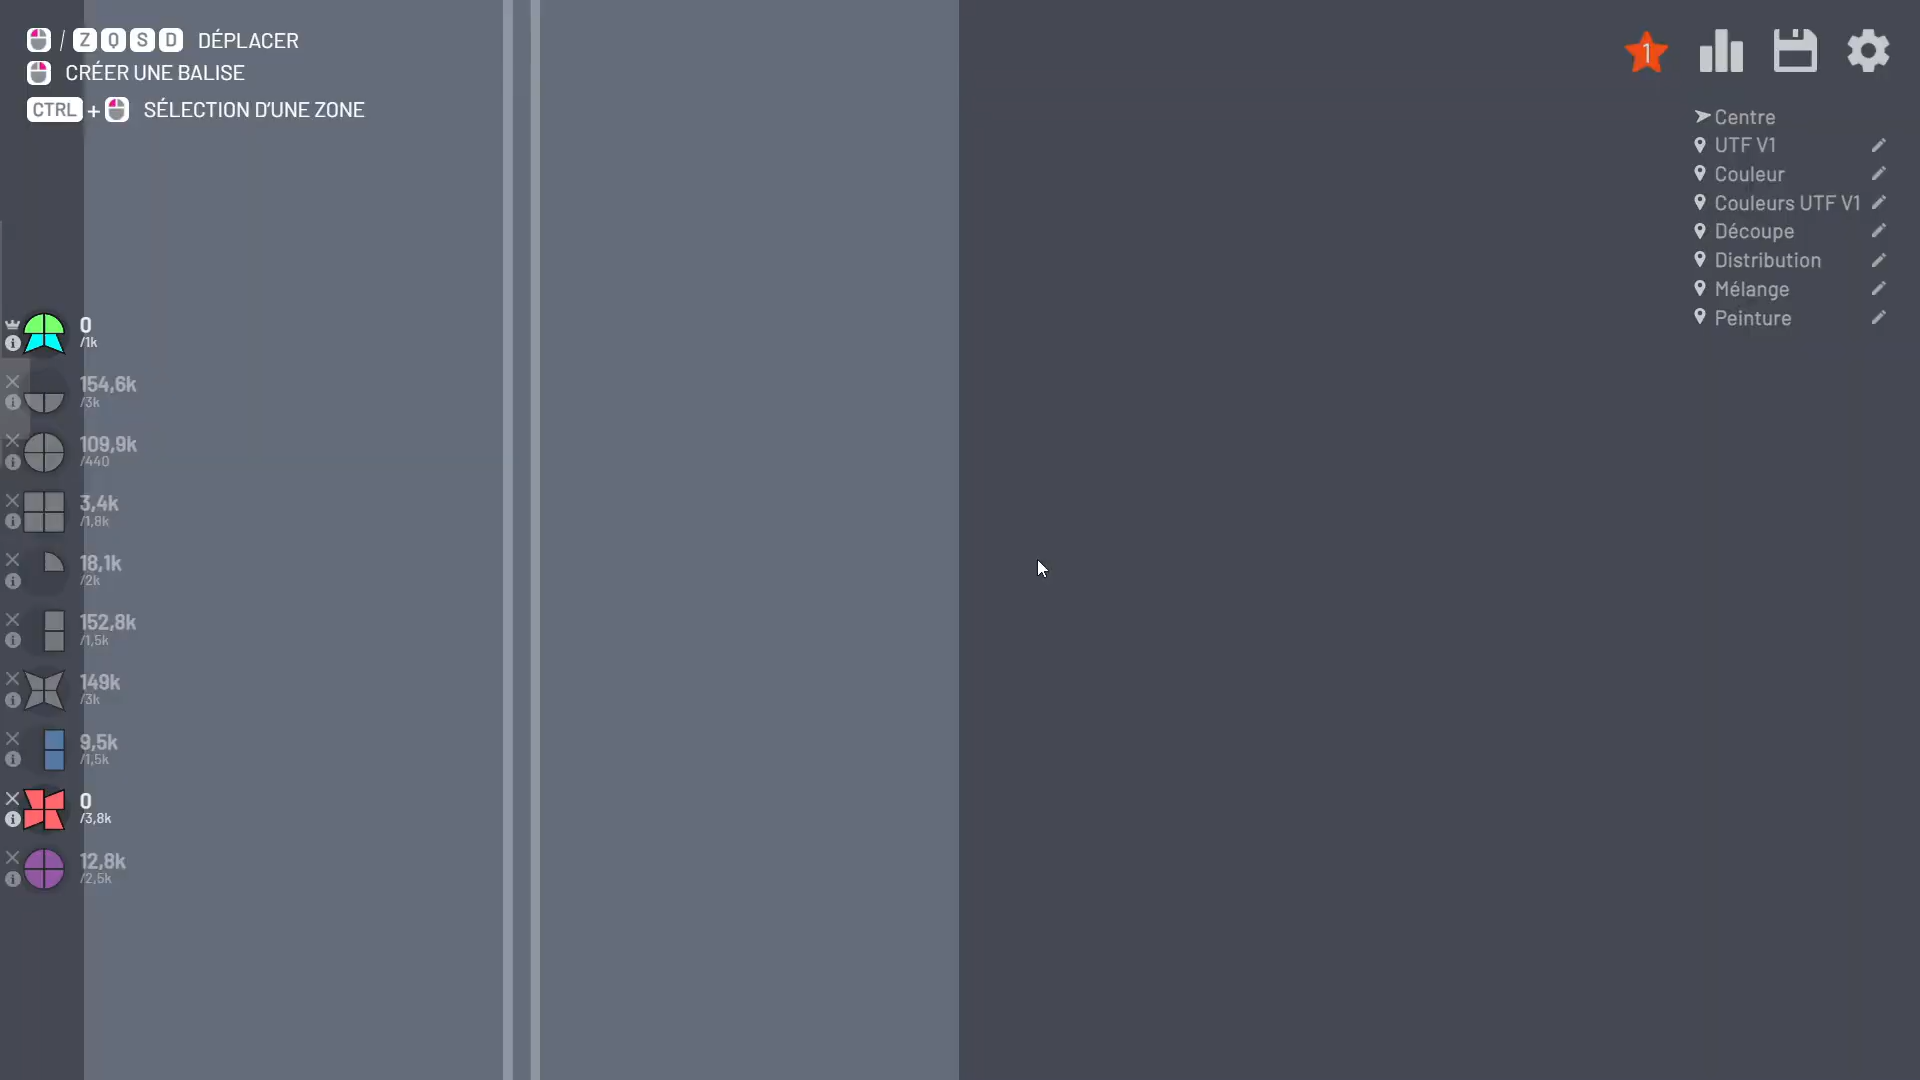 / Z Q S D DÉPLACER
CRÉER UNE BALISE
CTRL + SÉLECTION D'UNE ZONE
1
Centre
UTF V1
Couleur
Couleurs UTF V1
Découpe
Distribution
Mélange
Peinture
0
/1k
154,6k
/3k
109,9k
/440
3,4k
/1,8k
18,1k
/2k
152,8k
/1,5k
149k
/3k
9,5k
/1,5k
0
/3,8k
12,8k
/2,5k